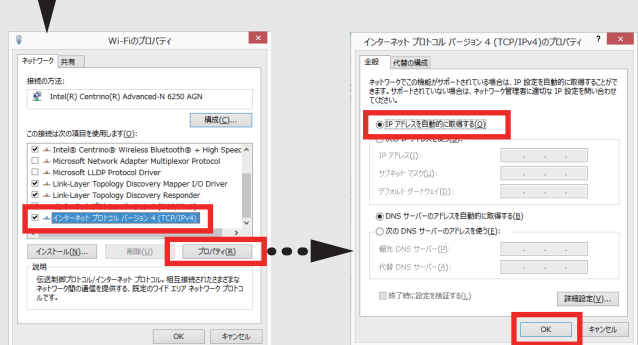 Wi-Fiのプロパティ
ネットワーク 共有
接続の方法:
Intel(R) Centrino(R) Advanced-N 6250 AGN
構成(C)...
この接続は次の項目を使用します(O):
Intel® Centrino® Wireless Bluetooth® + High Speed
Microsoft Network Adapter Multiplexor Protocol
Microsoft LLDP Protocol Driver
Link-Layer Topology Discovery Mapper I/O Driver
Link-Layer Topology Discovery Responder
インターネット プロトコル バージョン 4 (TCP/IPv4)
インストール(N)... 削除(U) プロパティ(R)
説明
伝送制御プロトコル/インターネット プロトコル。相互接続されたさまざまな
ネットワーク間の通信を提供する、既定のワイド エリア ネットワーク プロトコ
ルです。
OK キャンセル
インターネット プロトコル バージョン 4 (TCP/IPv4)のプロパティ ?
全般 代替の構成
ネットワークでこの機能がサポートされている場合は、IP 設定を自動的に取得することがで
きます。サポートされていない場合は、ネットワーク管理者に適切な IP 設定を問い合わせ
てください。
IP アドレスを自動的に取得する(O)
次の IP アドレスを使う(S):
IP アドレス(I):
サブネット マスク(U):
デフォルト ゲートウェイ(D):
DNS サーバーのアドレスを自動的に取得する(B)
次の DNS サーバーのアドレスを使う(E):
優先 DNS サーバー(P):
代替 DNS サーバー(A):
終了時に設定を検証する(L)
詳細設定(V)...
OK キャンセル